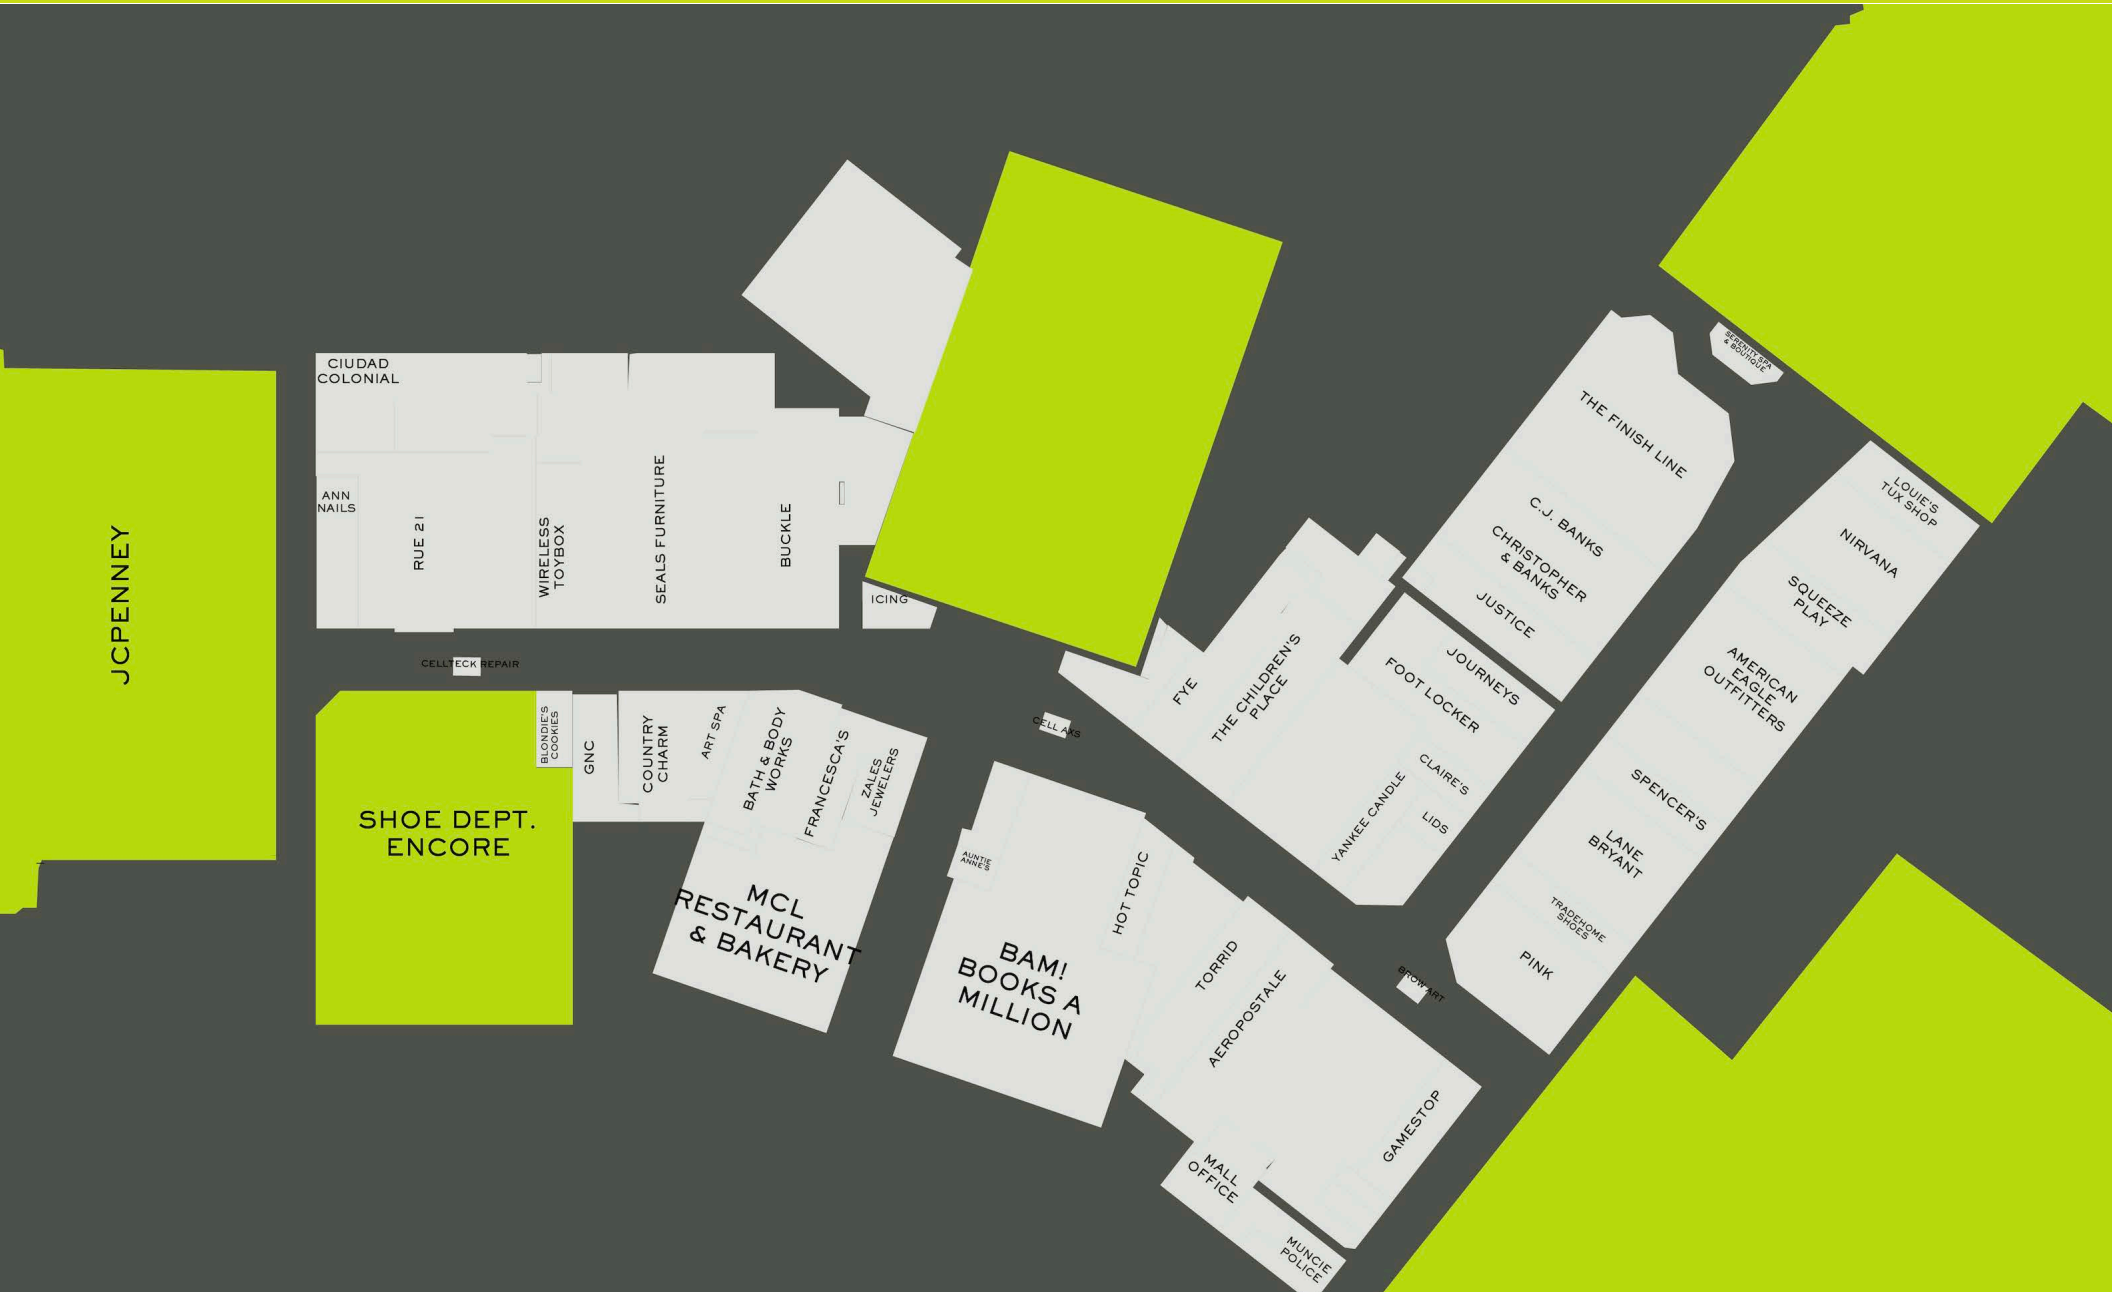 JCPENNEY
CIUDAD
COLONIAL
ANN
NAILS
RUE 21
WIRELESS
TOYBOX
SEALS FURNITURE
BUCKLE
ICING
CELLTECK REPAIR
SHOE DEPT.
ENCORE
BLONDIE'S
COOKIES
GNC
COUNTRY
CHARM
ART SPA
BATH & BODY
WORKS
FRANCESCA'S
ZALES
JEWELERS
MCL
RESTAURANT
& BAKERY
CELL AXS
AUNTIE
ANNE'S
BAM!
BOOKS A
MILLION
HOT TOPIC
TORRID
AEROPOSTALE
GAMESTOP
MALL
OFFICE
MUNCIE
POLICE
FYE
THE CHILDREN'S
PLACE
JOURNEYS
FOOT LOCKER
CLAIRE'S
YANKEE CANDLE
LIDS
BROW ART
THE FINISH LINE
C.J. BANKS
CHRISTOPHER
& BANKS
JUSTICE
SERENITY SPA
& BOUTIQUE
LOUIE'S
TUX SHOP
NIRVANA
SQUEEZE
PLAY
AMERICAN
EAGLE
OUTFITTERS
SPENCER'S
LANE
BRYANT
TRADEHOME
SHOES
PINK